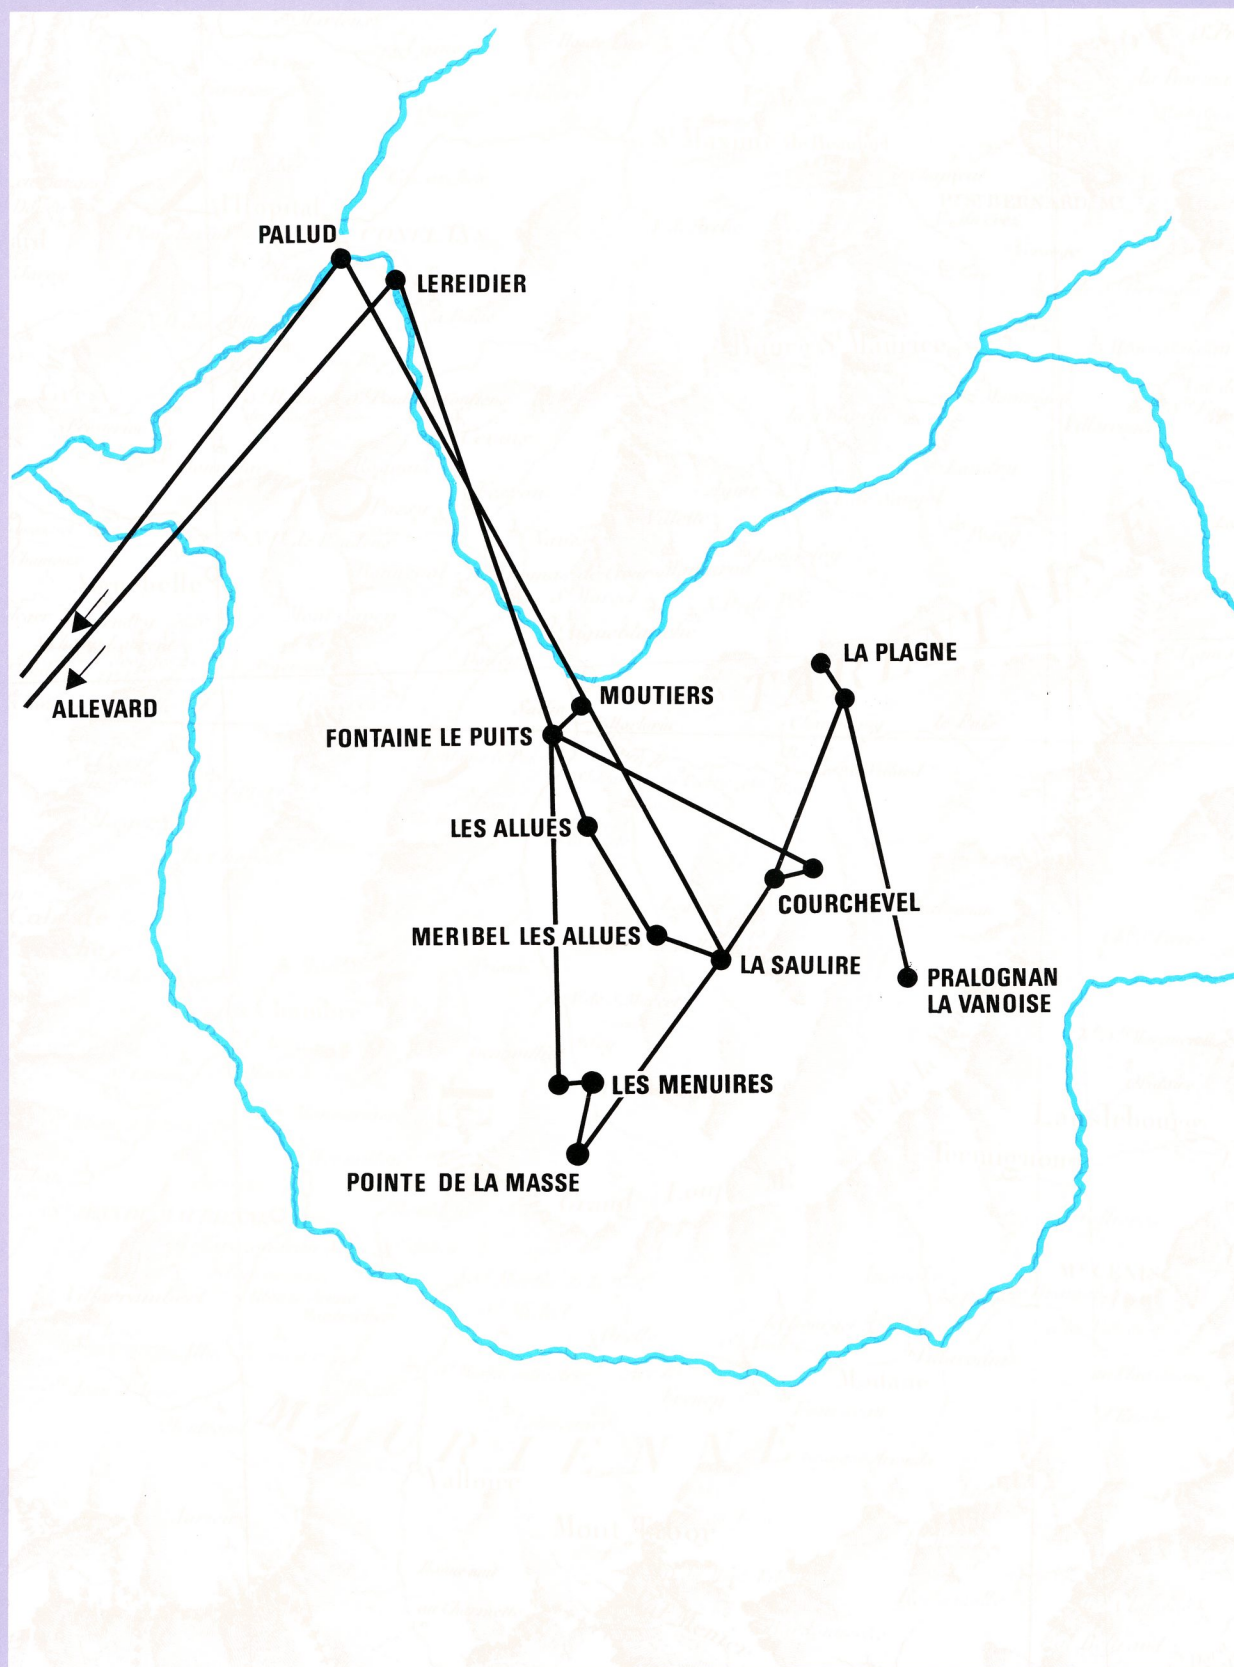 PALLUD
LEREIDIER
LA PLAGNE
MOUTIERS
ALLEVARD
FONTAINE LE PUITS
LES ALLUES
COURCHEVEL
MERIBEL LES ALLUES
LA SAULIRE
PRALOGNAN
LA VANOISE
LES MENUIRES
POINTE DE LA MASSE